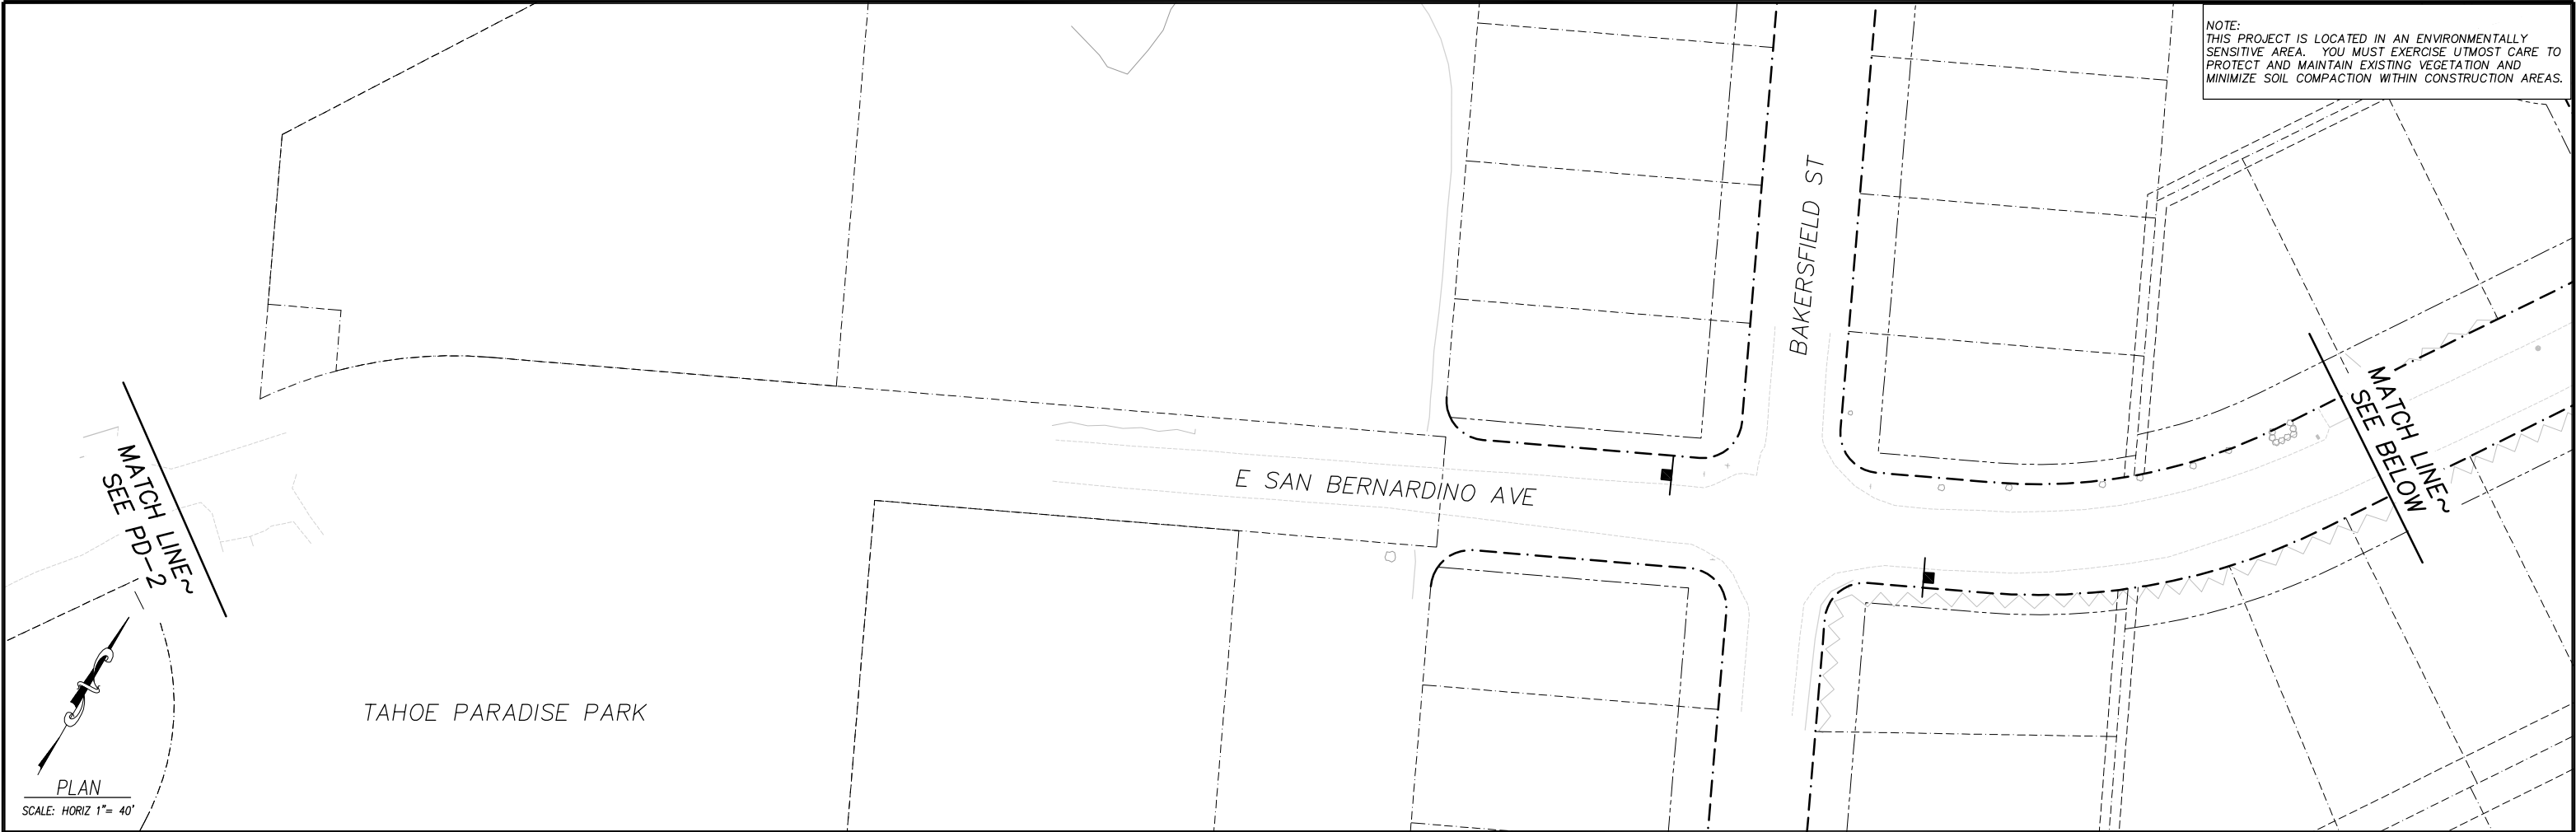 NOTE:
THIS PROJECT IS LOCATED IN AN ENVIRONMENTALLY
SENSITIVE AREA.  YOU MUST EXERCISE UTMOST CARE TO
PROTECT AND MAINTAIN EXISTING VEGETATION AND
MINIMIZE SOIL COMPACTION WITHIN CONSTRUCTION AREAS.
BAKERSFIELD ST
MATCH LINE~
SEE BELOW
MATCH LINE~
SEE PD-2
E SAN BERNARDINO AVE
TAHOE PARADISE PARK
PLAN
SCALE: HORIZ 1"= 40'